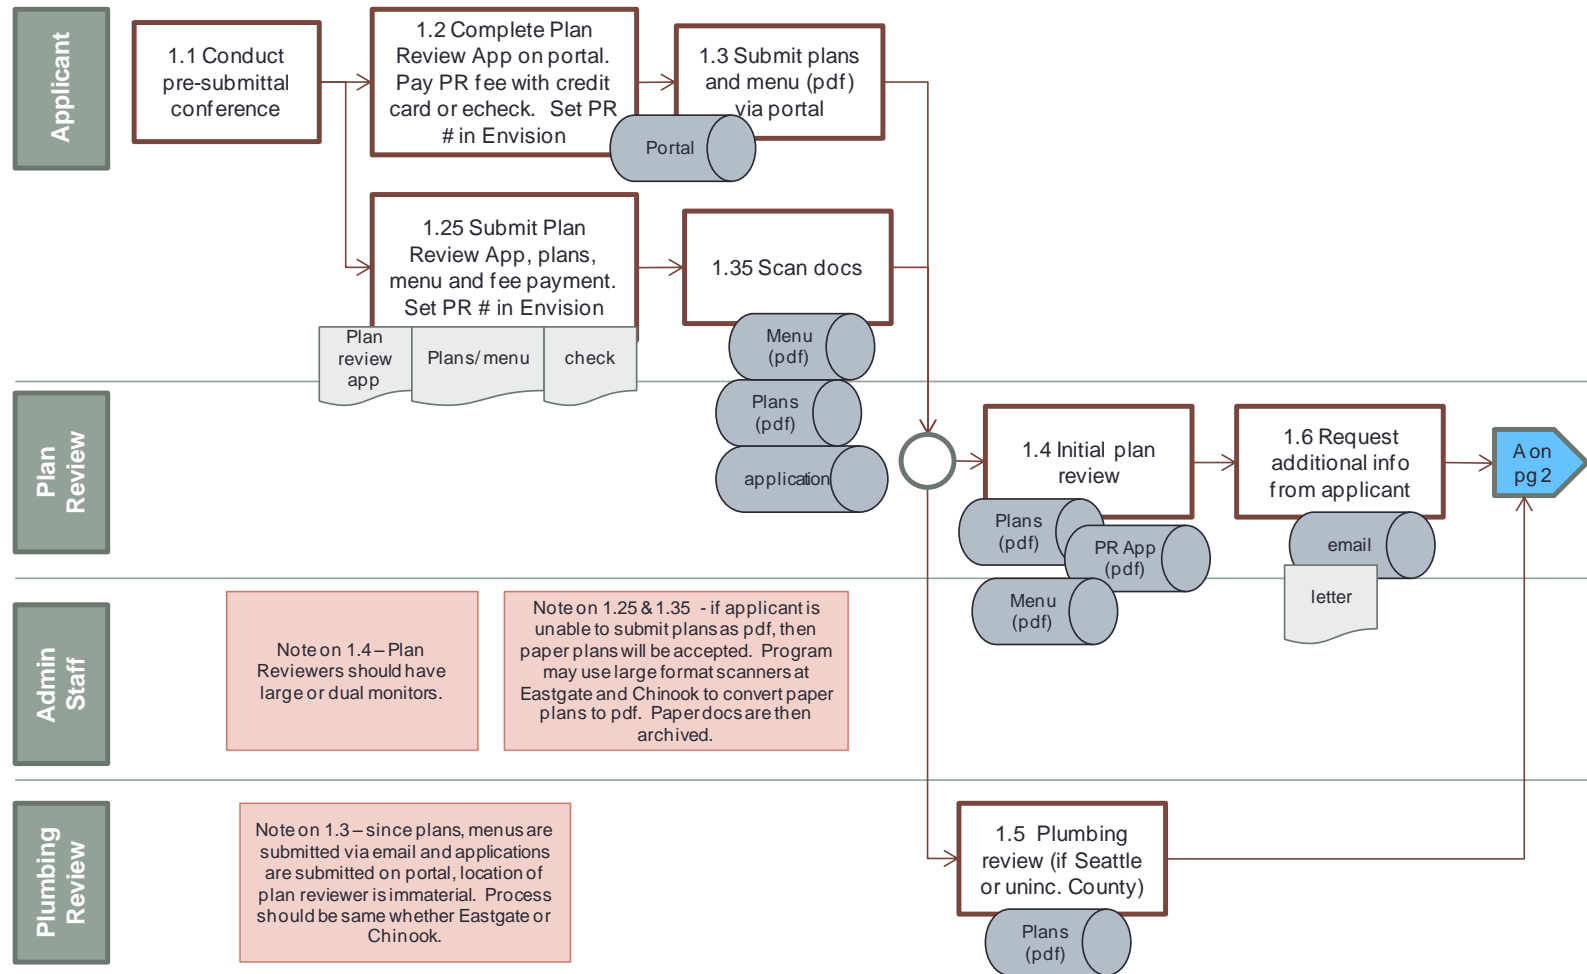 Applicant
1.1 Conduct
pre-submittal
conference
1.2 Complete Plan
Review App on portal.
Pay PR fee with credit
card or echeck.   Set PR
# in Envision
1.3 Submit plans
and menu (pdf)
via portal
Portal
1.25 Submit Plan
Review App, plans,
menu and fee payment.
Set PR # in Envision
1.35 Scan docs
Plan
review
app
Plans/menu
check
Menu
(pdf)
Plans
(pdf)
application
Plan
Review
1.4 Initial plan
review
1.6 Request
additional info
from applicant
A on
pg 2
Plans
(pdf)
PR App
(pdf)
Menu
(pdf)
email
letter
Admin
Staff
Note on 1.4 – Plan
Reviewers should have
large or dual monitors.
Note on 1.25 & 1.35  - if applicant is
unable to submit plans as pdf, then
paper plans will be accepted.  Program
may use large format scanners at
Eastgate and Chinook to convert paper
plans to pdf.  Paper docs are then
archived.
Plumbing
Review
Note on 1.3 – since plans, menus are
submitted via email and applications
are submitted on portal, location of
plan reviewer is immaterial.  Process
should be same whether Eastgate or
Chinook.
1.5  Plumbing
review (if Seattle
or uninc. County)
Plans
(pdf)